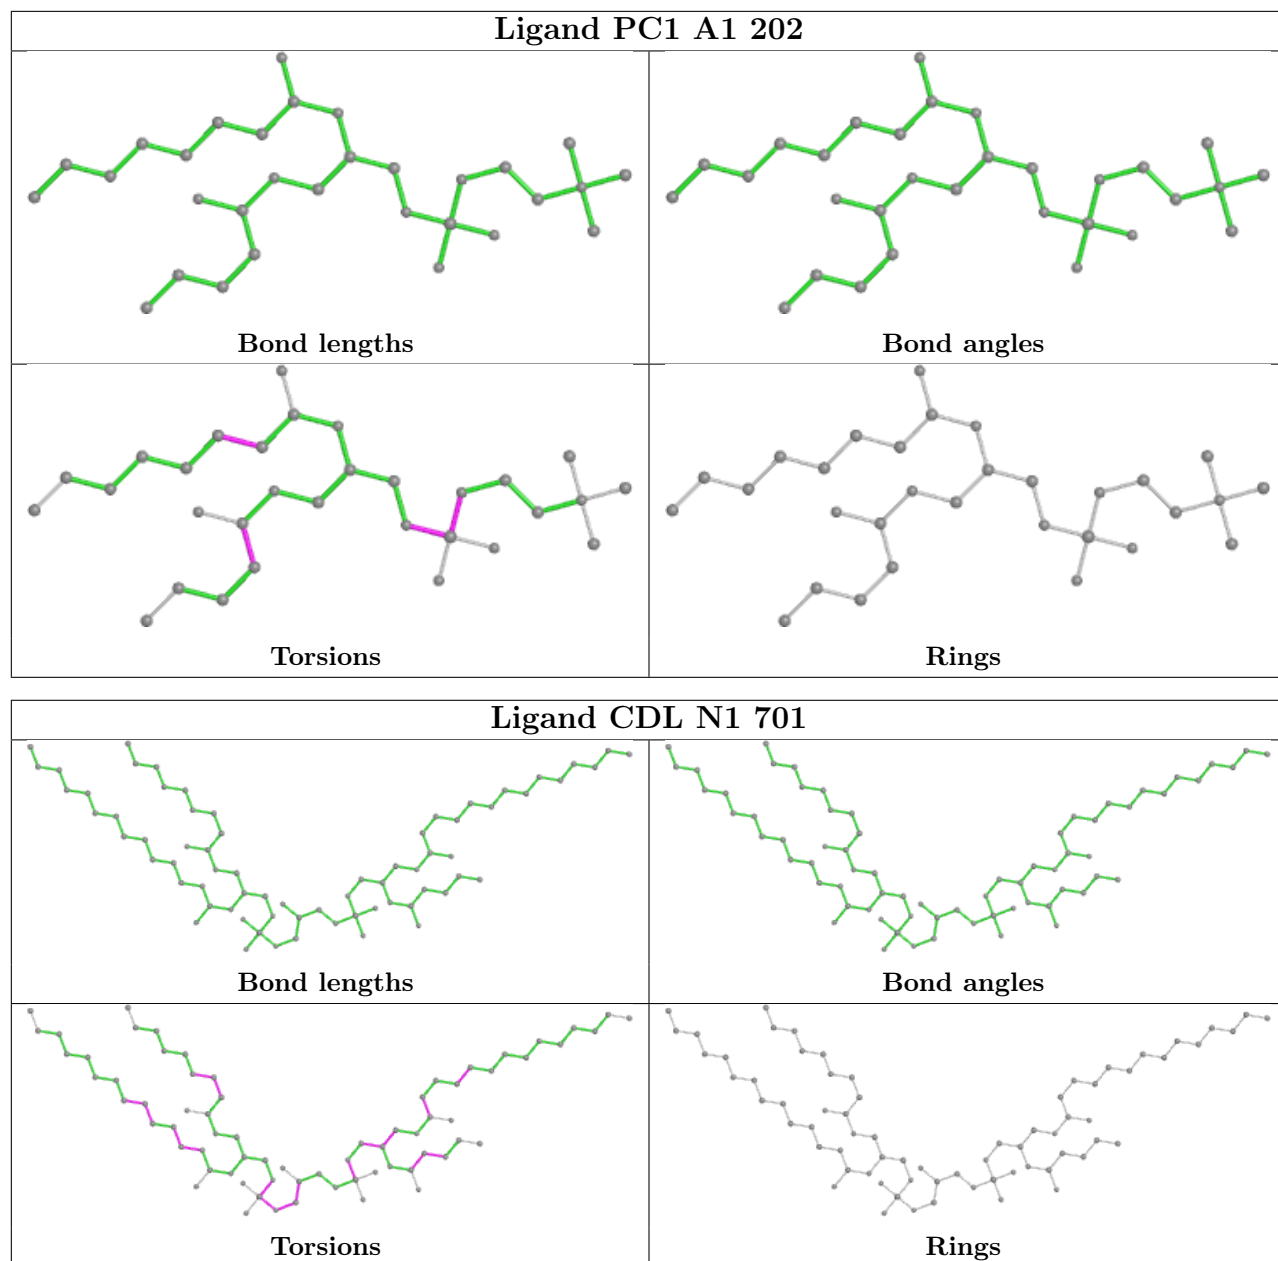 Ligand PC1 A1 202
Bond lengths
Bond angles
Torsions
Rings
Ligand CDL N1 701
Bond lengths
Bond angles
Torsions
Rings